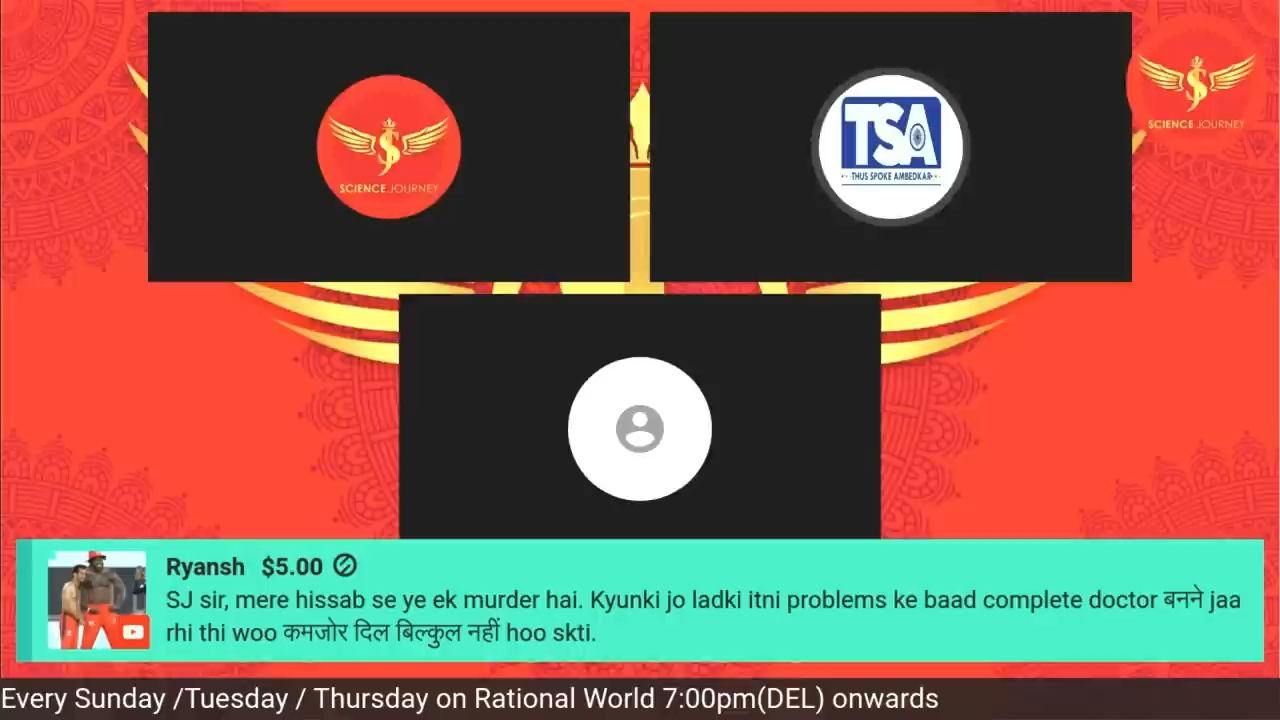 SCIENCE JOURNEY
TSA
THUS SPOKE AMBEDKAR
SCIENCE JOURNEY
Ryansh $5.00
SJ sir, mere hissab se ye ek murder hai. Kyunki jo ladki itni problems ke baad complete doctor बनने jaa
rhi thi woo कमजोर दिल बिल्कुल नहीं hoo skti.
Every Sunday /Tuesday / Thursday on Rational World 7:00pm(DEL) onwards